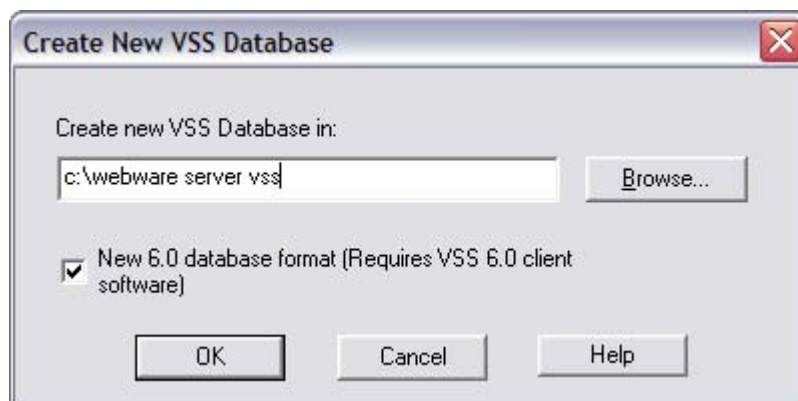 Create New VSS Database
Create new VSS Database in:
c:\webware server vss
Browse...
New 6.0 database format (Requires VSS 6.0 client
software)
OK
Cancel
Help